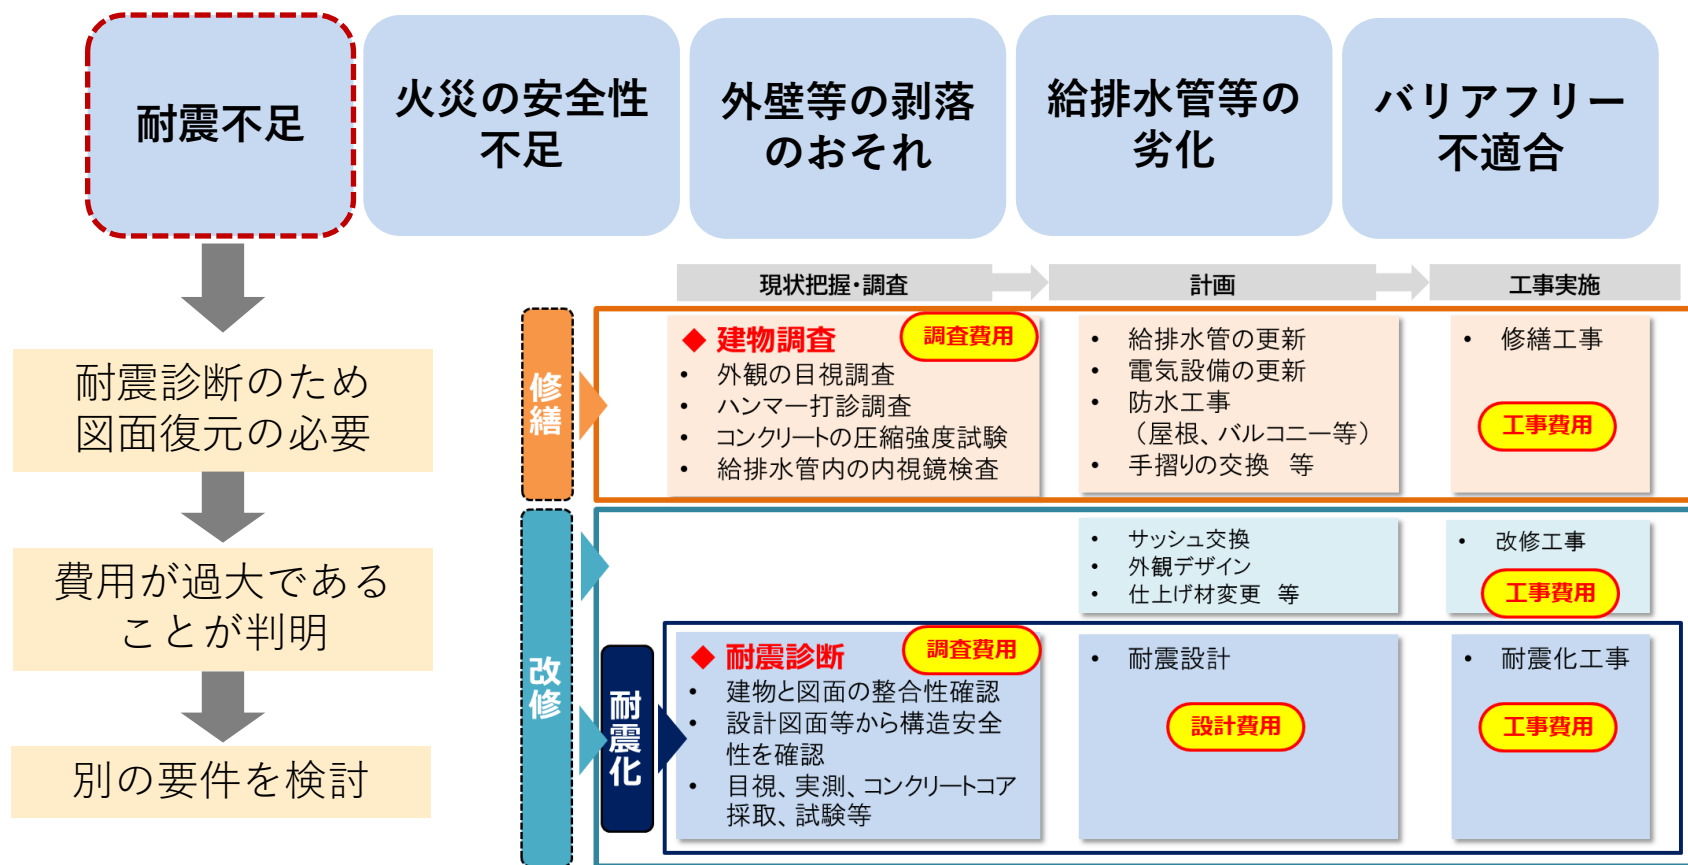 耐震不足
火災の安全性
不足
外壁等の剥落
のおそれ
給排水管等の
劣化
バリアフリー
不適合
耐震診断のため
図面復元の必要
費用が過大である
ことが判明
別の要件を検討
現状把握・調査
計画
工事実施
修繕
◆ 建物調査
調査費用
• 外観の目視調査
• ハンマー打診調査
• コンクリートの圧縮強度試験
• 給排水管内の内視鏡検査
• 給排水管の更新
• 電気設備の更新
• 防水工事
（屋根、バルコニー等）
• 手摺りの交換　等
• 修繕工事
工事費用
改修
• サッシュ交換
• 外観デザイン
• 仕上げ材変更　等
• 改修工事
工事費用
耐震化
◆ 耐震診断
調査費用
• 建物と図面の整合性確認
• 設計図面等から構造安全
性を確認
• 目視、実測、コンクリートコア
採取、試験等
• 耐震設計
設計費用
• 耐震化工事
工事費用